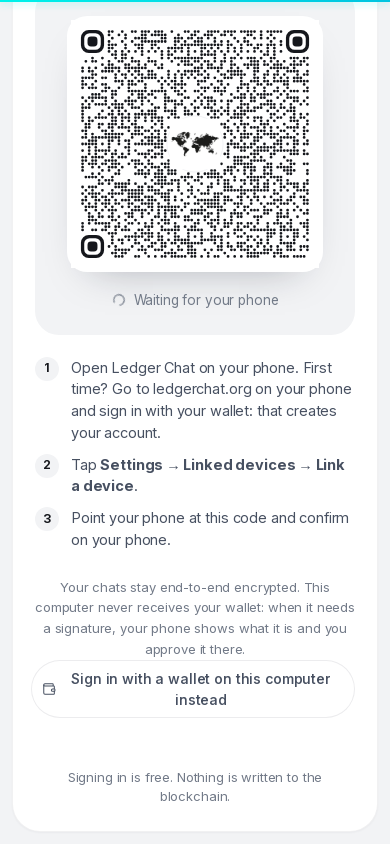 Waiting for your phone
1
Open Ledger Chat on your phone. First
time? Go to ledgerchat.org on your phone
and sign in with your wallet: that creates
your account.
2
Tap Settings → Linked devices → Link
a device.
3
Point your phone at this code and confirm
on your phone.
Your chats stay end-to-end encrypted. This
computer never receives your wallet: when it needs
a signature, your phone shows what it is and you
approve it there.
Sign in with a wallet on this computer
instead
Signing in is free. Nothing is written to the
blockchain.